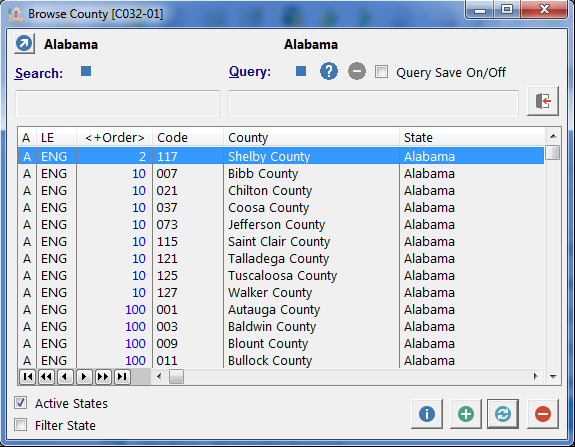 Browse County [C032-01]
Alabama Alabama
Search: Query: ? Query Save On/Off
A LE <+Order> Code County State
A ENG 2 117 Shelby County Alabama
A ENG 10 007 Bibb County Alabama
A ENG 10 021 Chilton County Alabama
A ENG 10 037 Coosa County Alabama
A ENG 10 073 Jefferson County Alabama
A ENG 10 115 Saint Clair County Alabama
A ENG 10 121 Talladega County Alabama
A ENG 10 125 Tuscaloosa County Alabama
A ENG 10 127 Walker County Alabama
A ENG 100 001 Autauga County Alabama
A ENG 100 003 Baldwin County Alabama
A ENG 100 009 Blount County Alabama
A ENG 100 011 Bullock County Alabama
Active States
Filter State